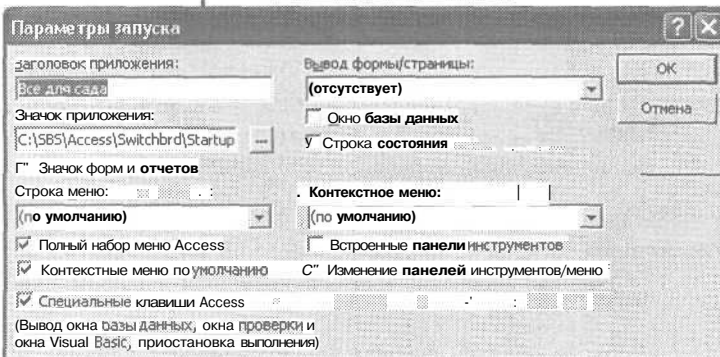 Параметры запуска
Заголовок приложения:
Все для сада
Значок приложения:
C:\SBS\Access\Switchbrd\Startup ...
Г" Значок форм и отчетов
Строка меню:
(по умолчанию)
Полный набор меню Access
Контекстные меню по умолчанию
Специальные клавиши Access
(Вывод окна базы данных, окна проверки и
окна Visual Basic, приостановка выполнения)
Вывод формы/страницы:
(отсутствует)
Окно базы данных
У Строка состояния
Контекстное меню:
(по умолчанию)
Встроенные панели инструментов
С" Изменение панелей инструментов/меню
OK
Отмена